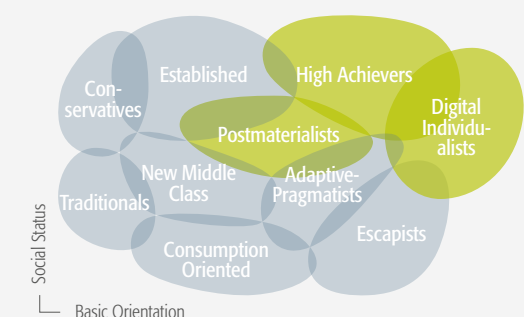 Established
High Achievers
Con-
servatives
Digital
Individu-
alists
Postmaterialists
New Middle
Class
Adaptive-
Pragmatists
Traditionals
Escapists
Consumption
Oriented
Social Status
Basic Orientation